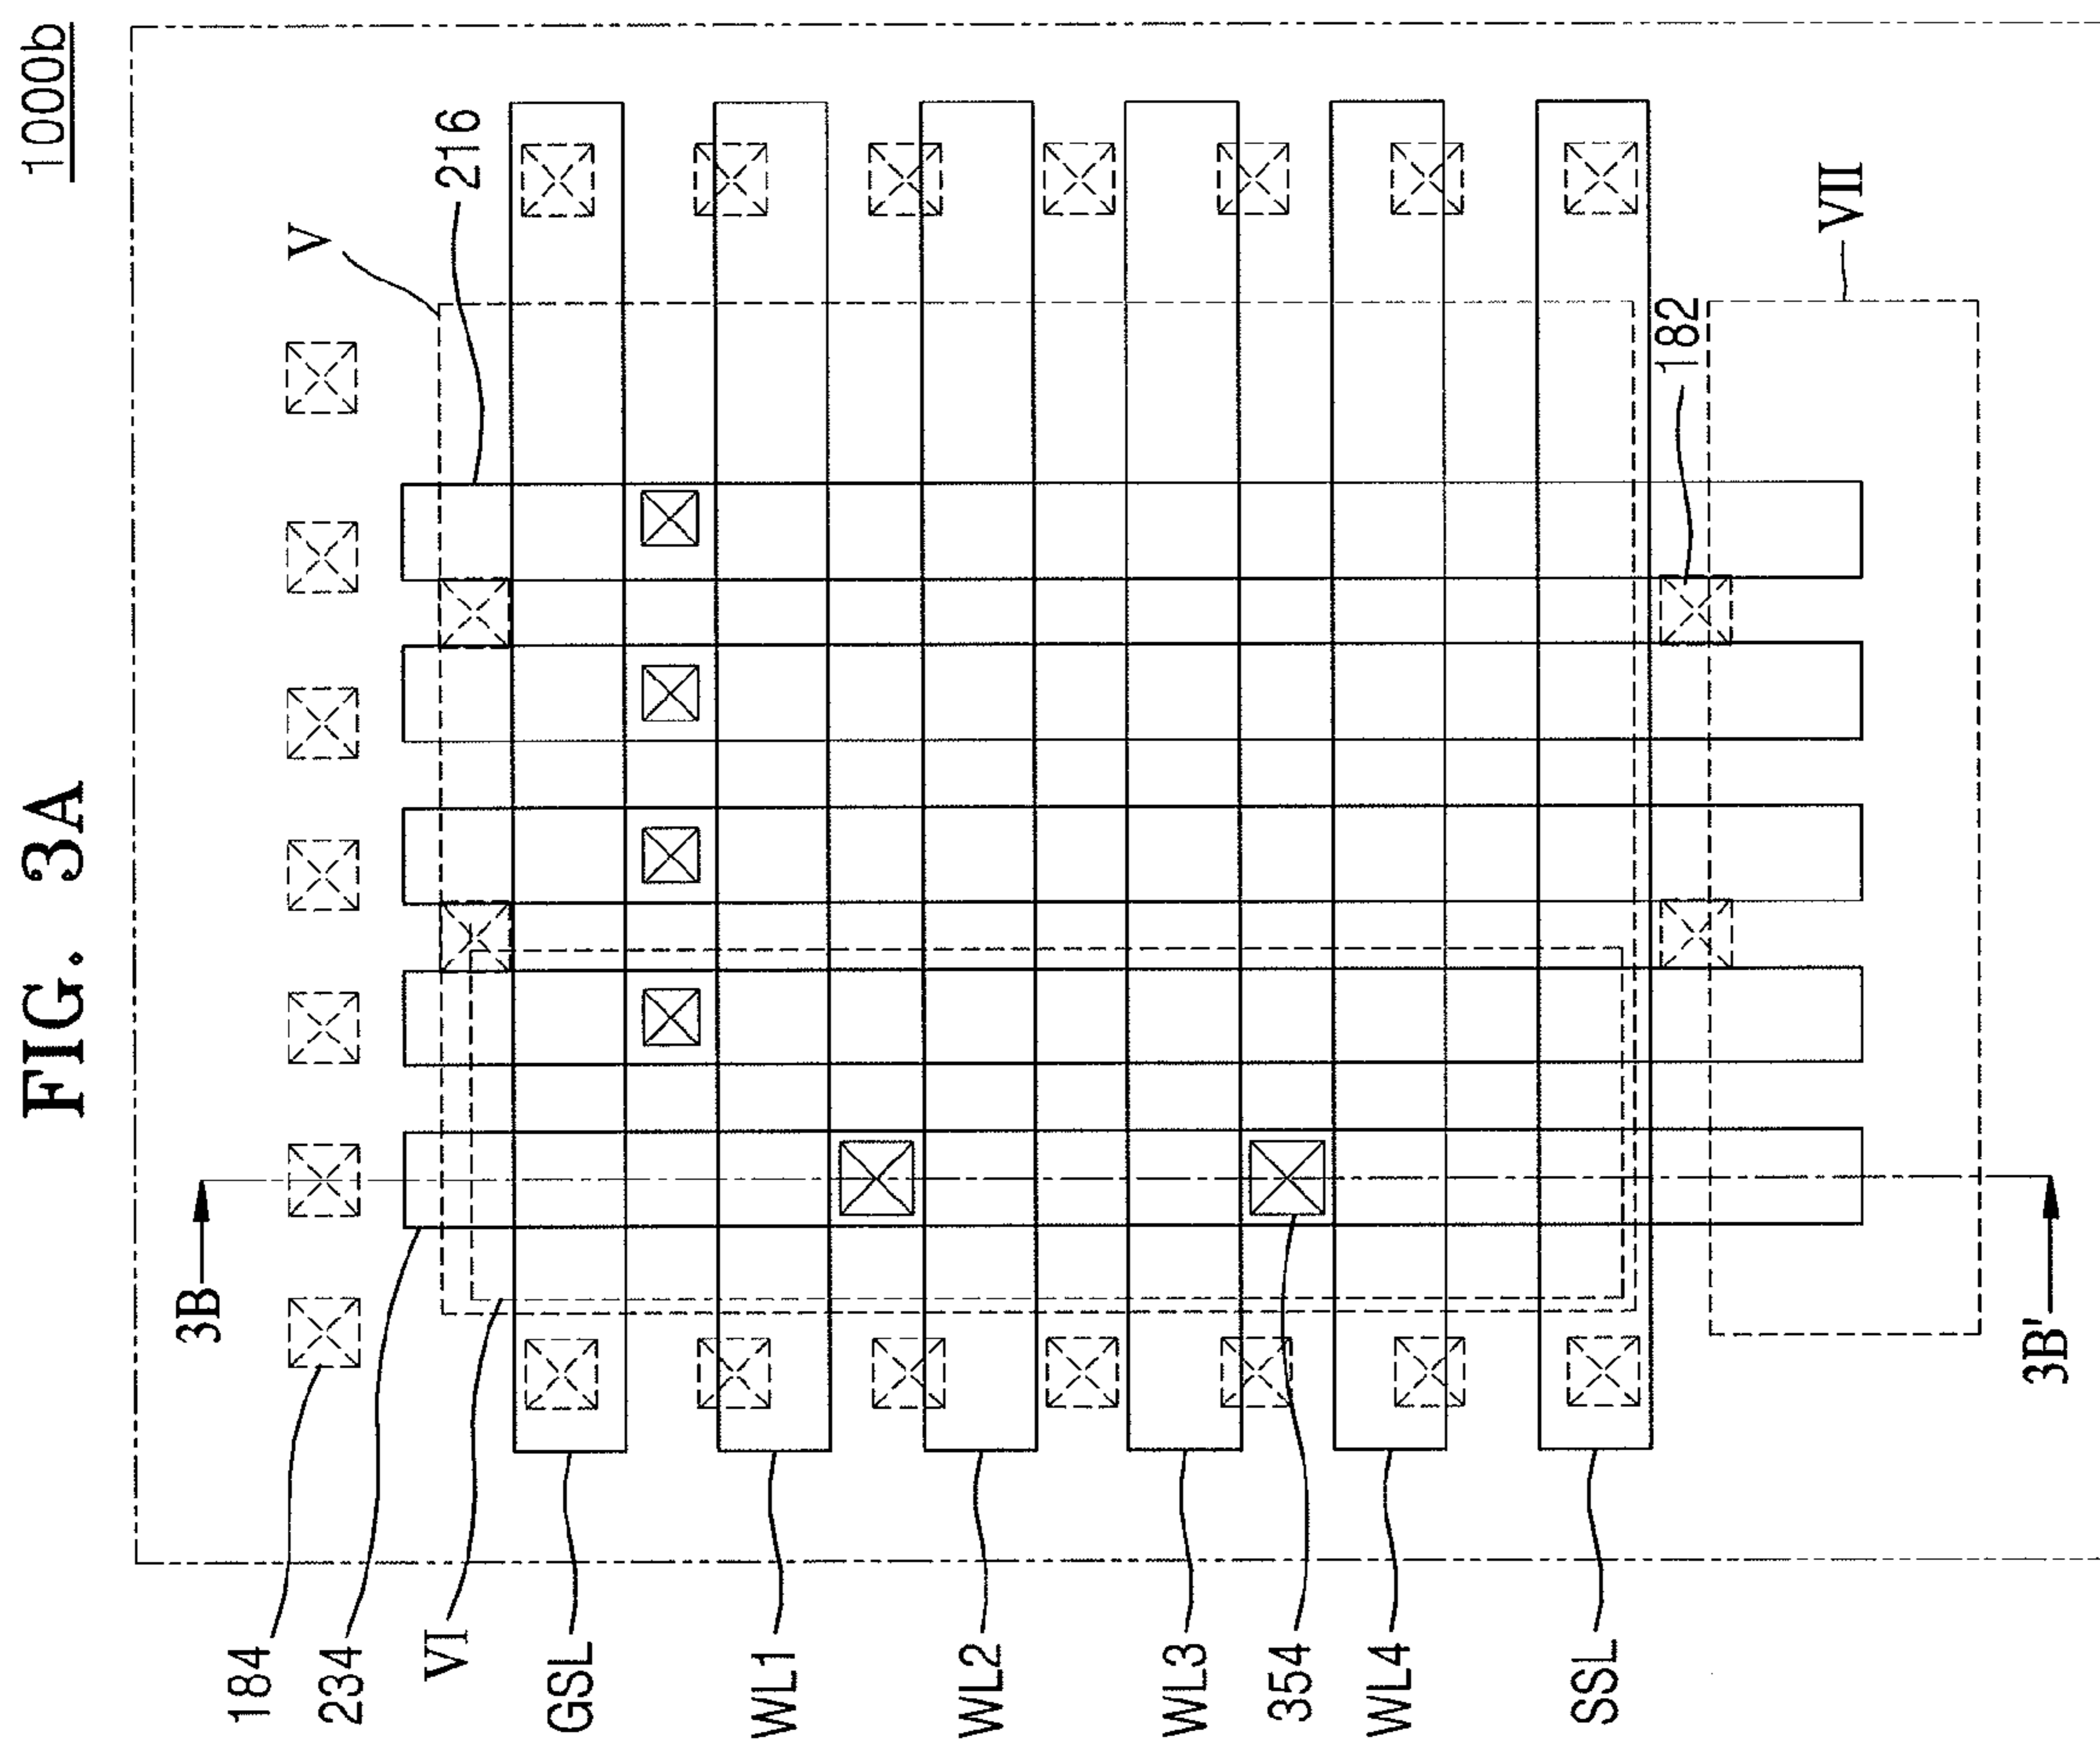 FIG. 3A
1000b
184
234
VI
GSL
WL1
WL2
WL3
354
WL4
SSL
3B
3B'
V
216
182
VII